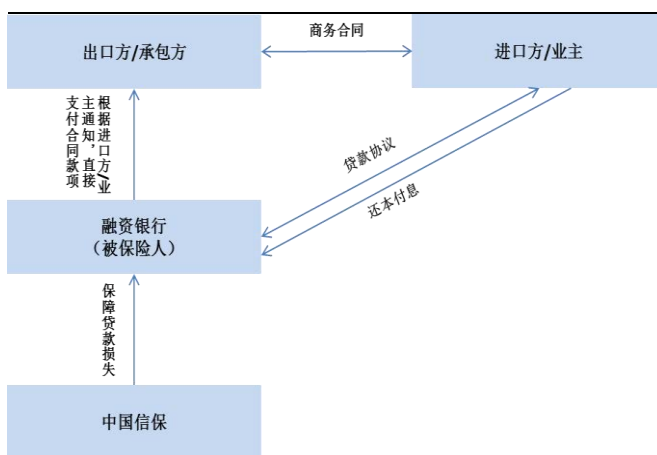 商务合同
出口方/承包方
进口方/业主
根据进口方/业
主通知，直接
支付合同款项
贷款协议
还本付息
融资银行
（被保险人）
保障贷款损失
中国信保